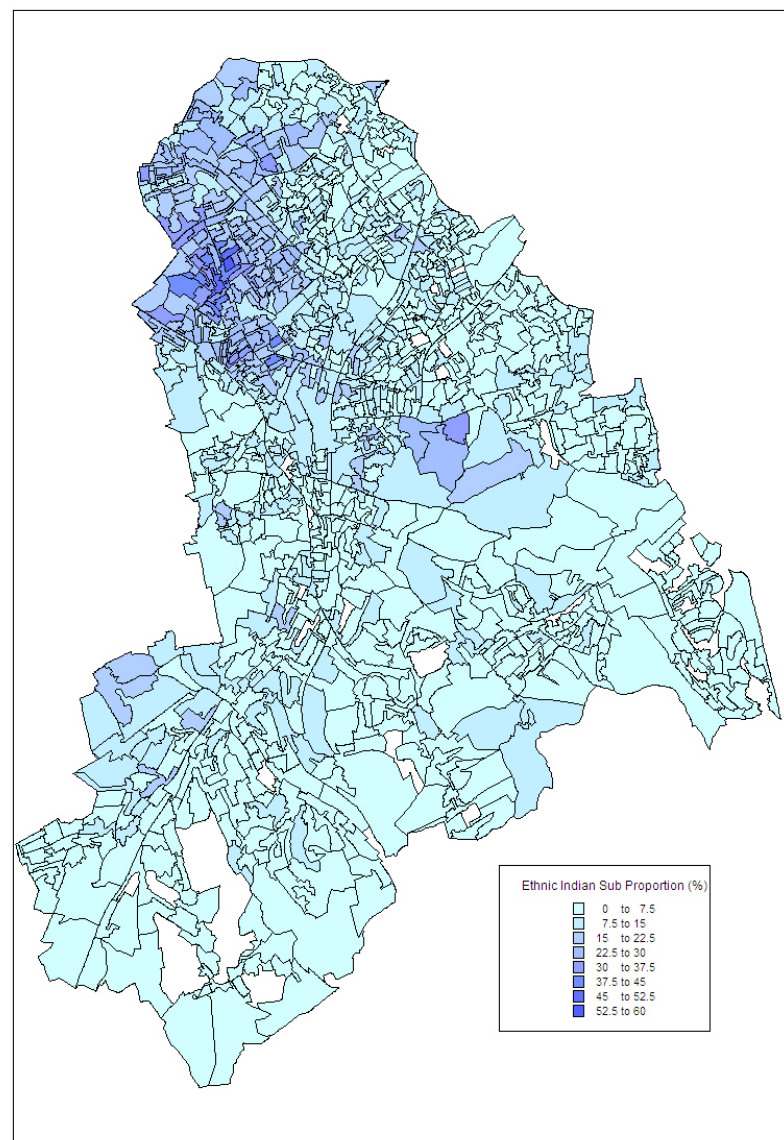 Ethnic Indian Sub Proportion (%)
0 to 7.5
7.5 to 15
15 to 22.5
22.5 to 30
30 to 37.5
37.5 to 45
45 to 52.5
52.5 to 60